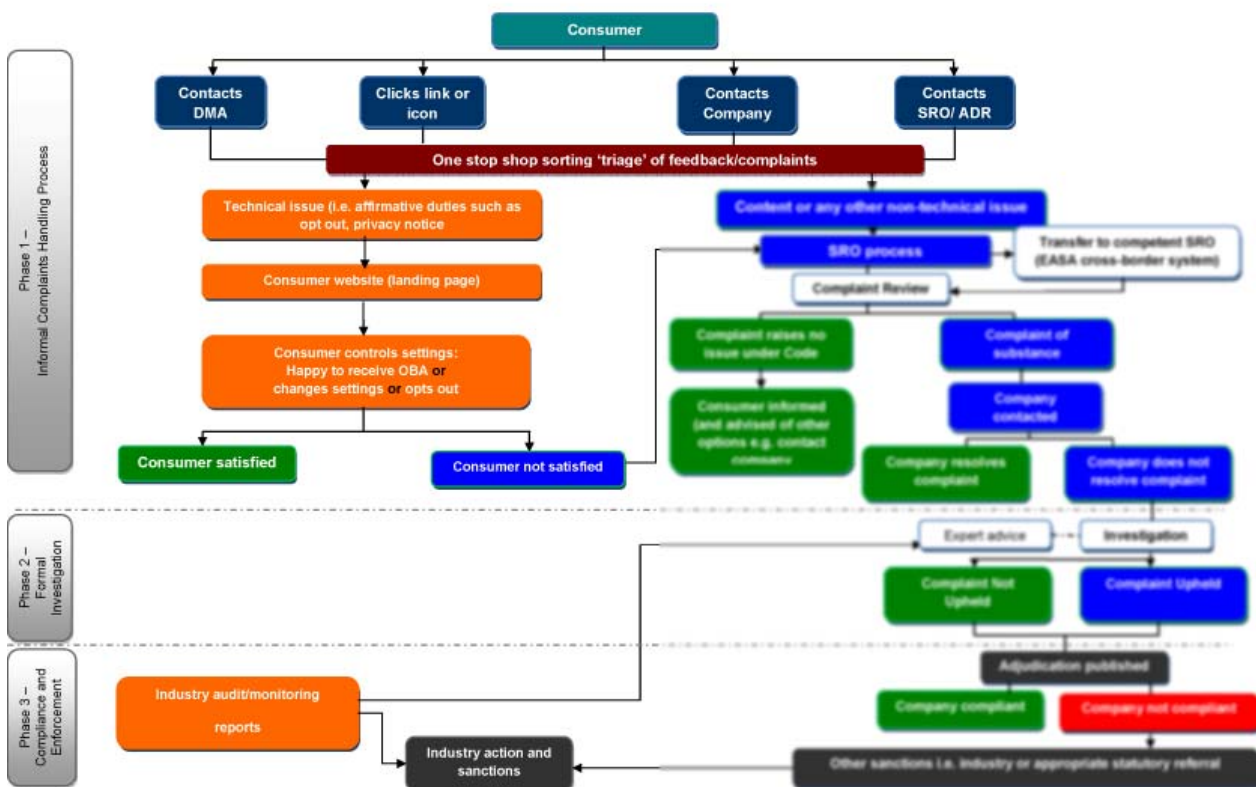 Consumer
Contacts
DMA
Clicks link or
icon
Contacts
Company
Contacts
SRO/ ADR
One stop shop sorting ‘triage’ of feedback/complaints
Phase 1 –
Informal Complaints Handling Process
Technical issue (i.e. affirmative duties such as
opt out, privacy notice
Content or any other non-technical issue
SRO process
Transfer to competent SRO
(EASA cross-border system)
Consumer website (landing page)
Complaint Review
Consumer controls settings:
Happy to receive OBA or
changes settings or opts out
Complaint raises no
issue under Code
Complaint of
substance
Consumer informed
(and advised of other
options e.g. contact
company
Company
contacted
Consumer satisfied
Consumer not satisfied
Company resolves
complaint
Company does not
resolve complaint
Phase 2 –
Formal
Investigation
Expert advice
Investigation
Complaint Not
Upheld
Complaint Upheld
Phase 3 –
Compliance and
Enforcement
Adjudication published
Industry audit/monitoring
reports
Company compliant
Company not compliant
Industry action and
sanctions
Other sanctions i.e. industry or appropriate statutory referral